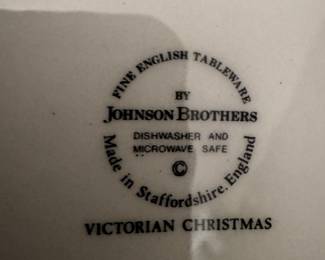 FINE ENGLISH TABLEWARE
BY
JOHNSON BROTHERS
DISHWASHER AND
MICROWAVE SAFE
©
Made in Staffordshire, England
VICTORIAN CHRISTMAS